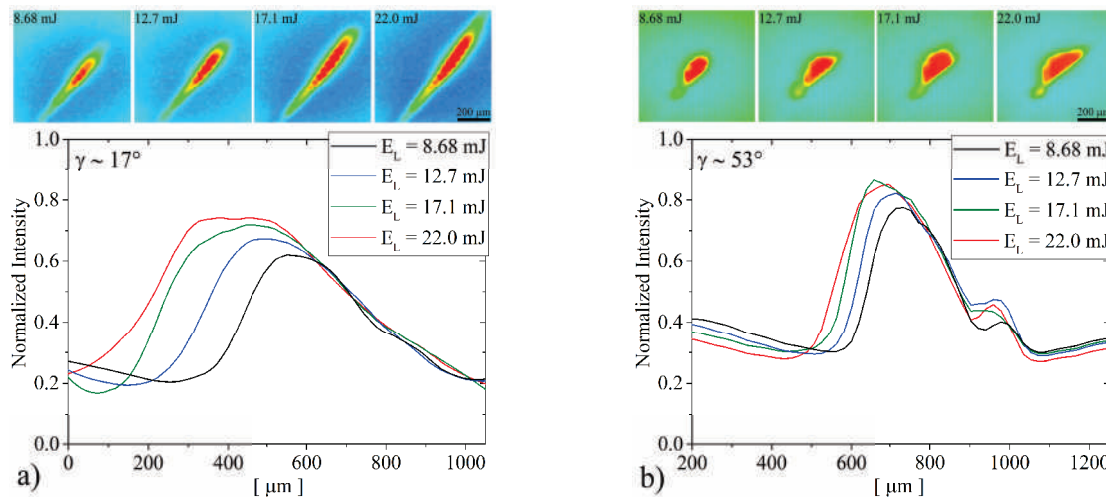 8.68 mJ
12.7 mJ
17.1 mJ
22.0 mJ
200 μm
γ ~ 17°
E_L = 8.68 mJ
E_L = 12.7 mJ
E_L = 17.1 mJ
E_L = 22.0 mJ
1.0
0.8
0.6
0.4
0.2
0.0
Normalized Intensity
0
200
400
600
800
1000
[ μm ]
a)
8.68 mJ
12.7 mJ
17.1 mJ
22.0 mJ
200 μm
γ ~ 53°
E_L = 8.68 mJ
E_L = 12.7 mJ
E_L = 17.1 mJ
E_L = 22.0 mJ
1.0
0.8
0.6
0.4
0.2
0.0
Normalized Intensity
200
400
600
800
1000
1200
[ μm ]
b)